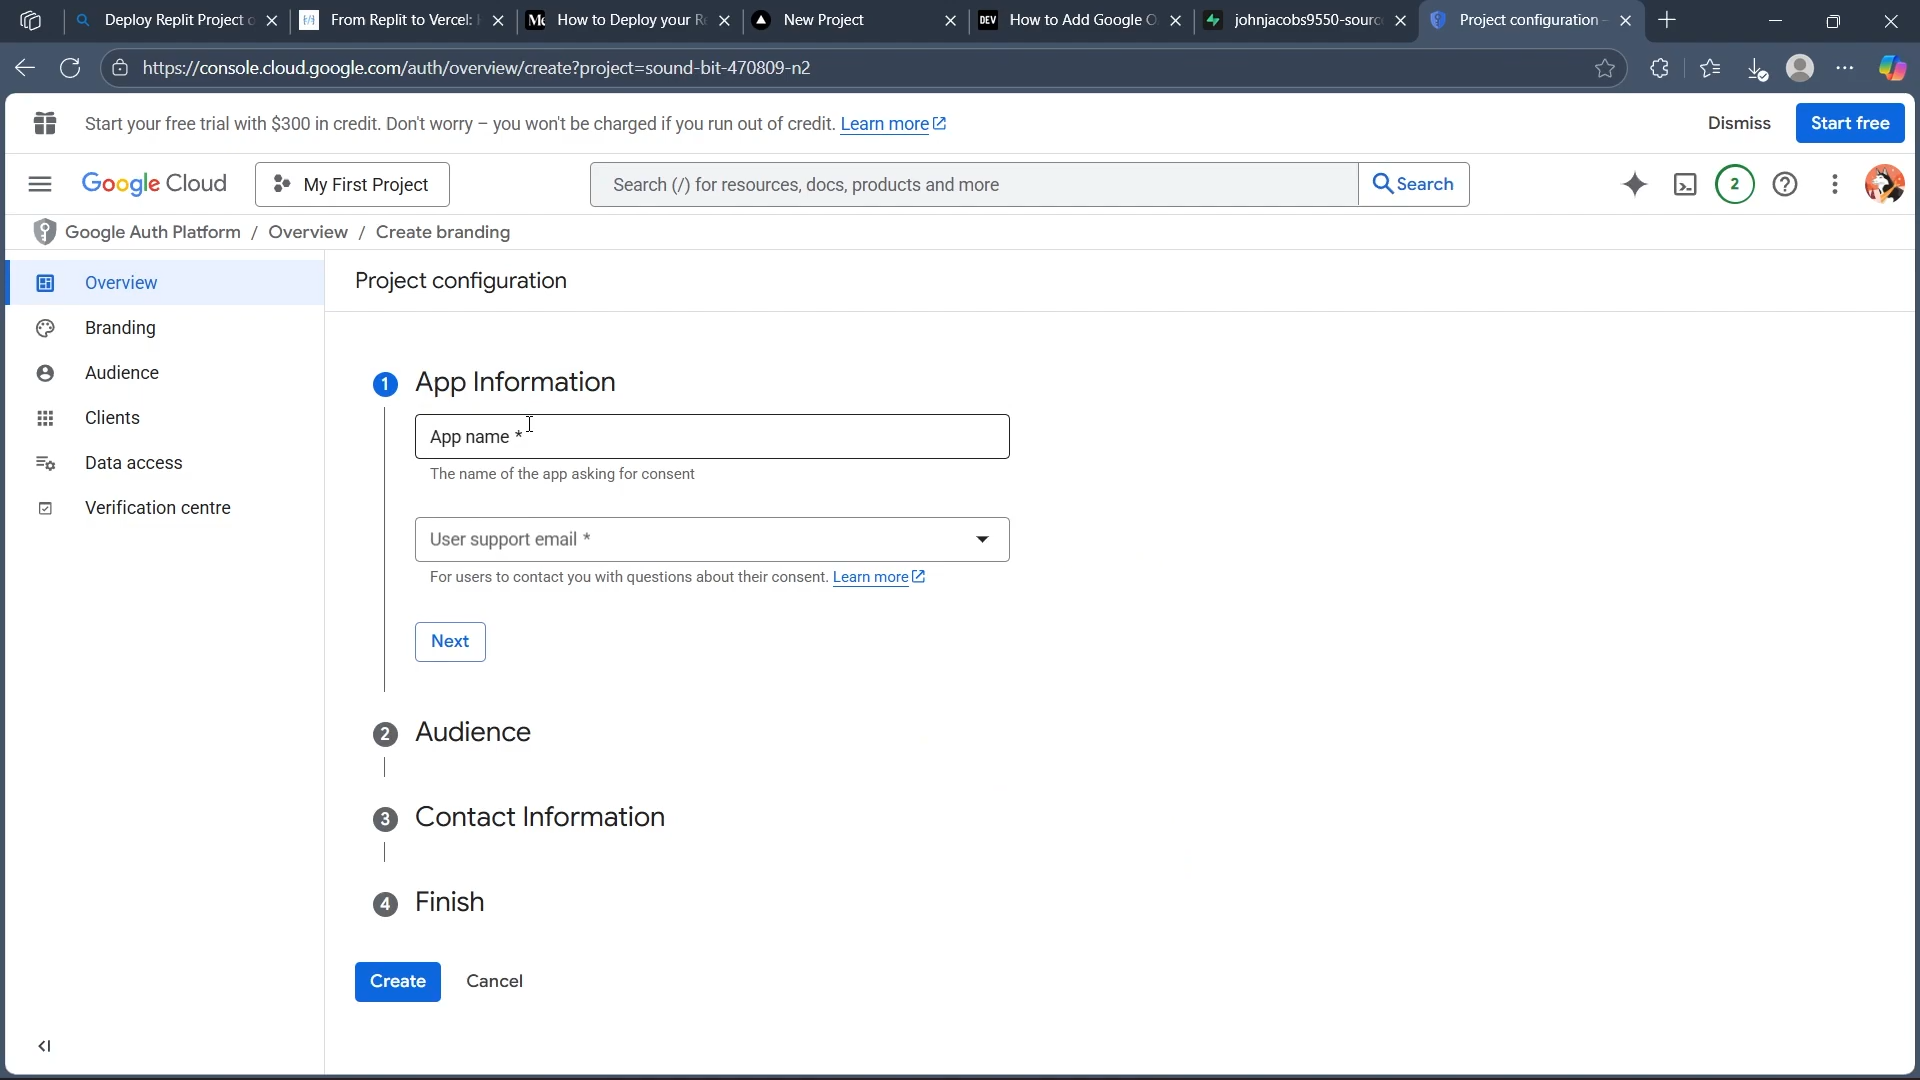 Deploy Replit Project o
From Replit to Vercel:
How to Deploy your R
New Project
DEV
How to Add Google O
johnjacobs9550-sourc
Project configuration
https://console.cloud.google.com/auth/overview/create?project=sound-bit-470809-n2
Start your free trial with $300 in credit. Don't worry – you won't be charged if you run out of credit. Learn more
Dismiss
Start free
Google Cloud
My First Project
Search (/) for resources, docs, products and more
Search
2
Google Auth Platform / Overview / Create branding
Overview
Branding
Audience
Clients
Data access
Verification centre
Project configuration
1 App Information
App name *
The name of the app asking for consent
User support email *
For users to contact you with questions about their consent. Learn more
Next
2 Audience
3 Contact Information
4 Finish
Create
Cancel